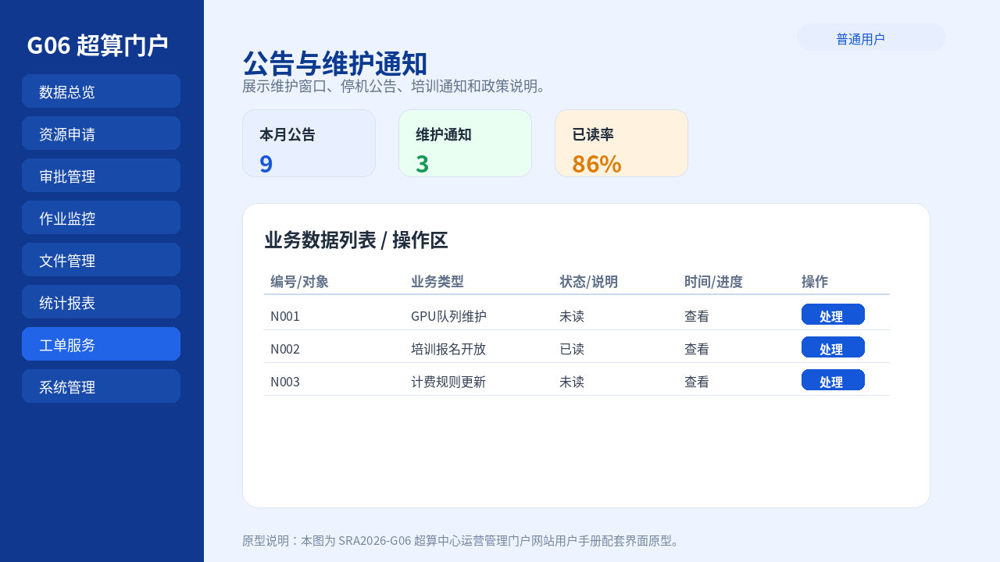 G06 超算门户
数据总览
资源申请
审批管理
作业监控
文件管理
统计报表
工单服务
系统管理
普通用户
公告与维护通知
展示维护窗口、停机公告、培训通知和政策说明。
本月公告
9
维护通知
3
已读率
86%
业务数据列表 / 操作区
编号/对象 业务类型 状态/说明 时间/进度 操作
N001 GPU队列维护 未读 查看 处理
N002 培训报名开放 已读 查看 处理
N003 计费规则更新 未读 查看 处理
原型说明：本图为 SRA2026-G06 超算中心运营管理门户网站用户手册配套界面原型。